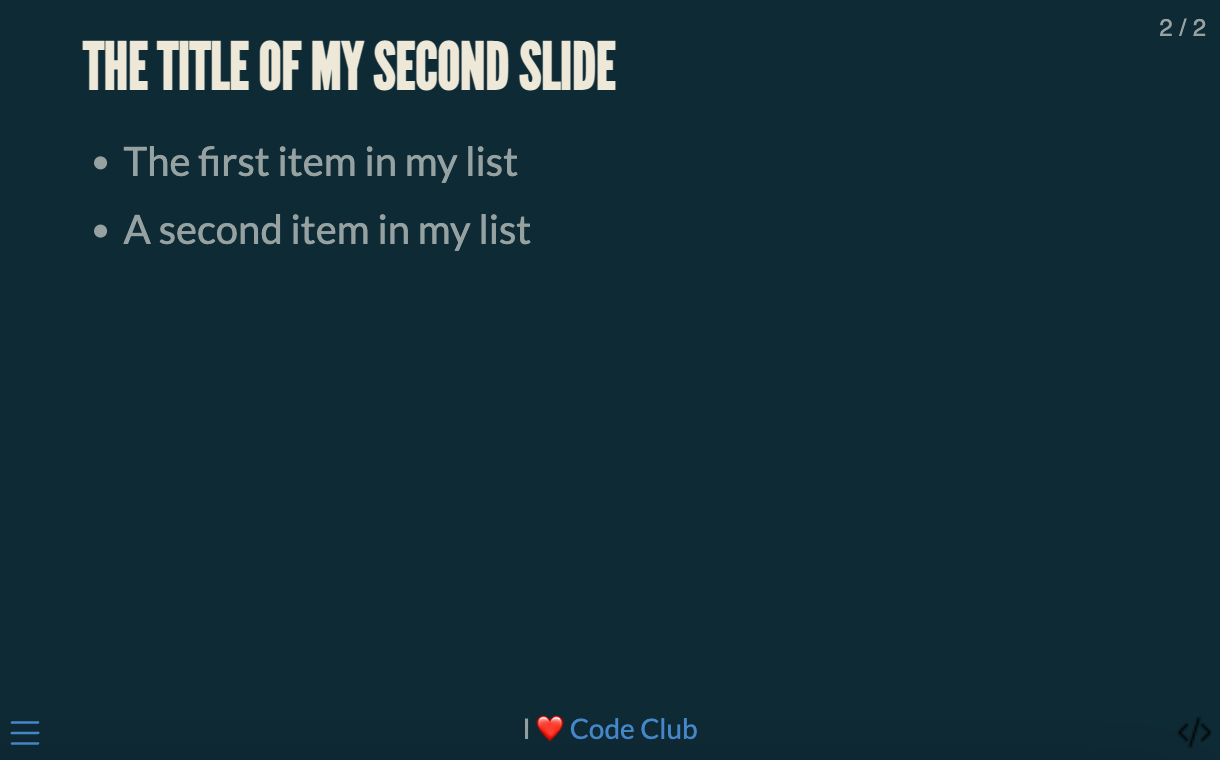 2 / 2
THE TITLE OF MY SECOND SLIDE
The first item in my list
A second item in my list
I ❤️ Code Club
</>